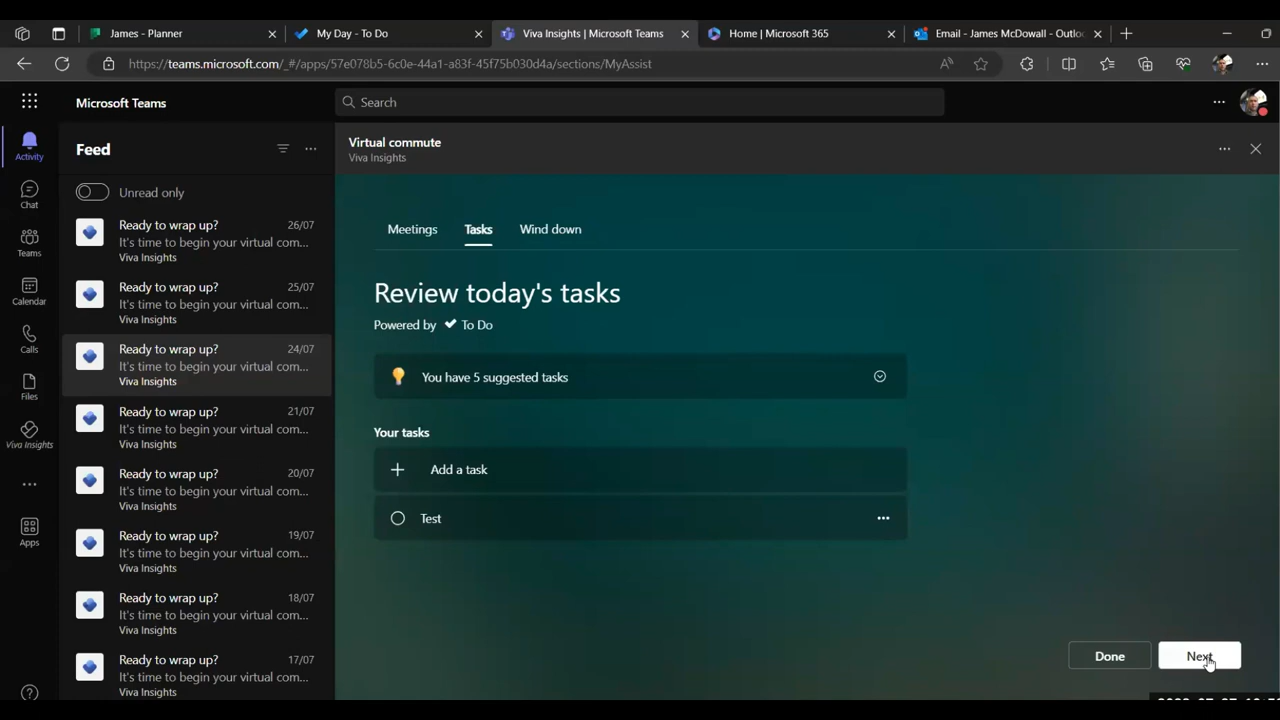 James - Planner
My Day - To Do
Viva Insights | Microsoft Teams
Home | Microsoft 365
Email - James McDowall - Outloo
https://teams.microsoft.com/_#/apps/57e078b5-6c0e-44a1-a83f-45f75b030d4a/sections/MyAssist
Microsoft Teams
Search
Activity
Chat
Teams
Calendar
Calls
Files
Viva Insights
Apps
Feed
Unread only
Ready to wrap up? 26/07
It's time to begin your virtual com...
Viva Insights
Ready to wrap up? 25/07
It's time to begin your virtual com...
Viva Insights
Ready to wrap up? 24/07
It's time to begin your virtual com...
Viva Insights
Ready to wrap up? 21/07
It's time to begin your virtual com...
Viva Insights
Ready to wrap up? 20/07
It's time to begin your virtual com...
Viva Insights
Ready to wrap up? 19/07
It's time to begin your virtual com...
Viva Insights
Ready to wrap up? 18/07
It's time to begin your virtual com...
Viva Insights
Ready to wrap up? 17/07
It's time to begin your virtual com...
Viva Insights
Virtual commute
Viva Insights
Meetings
Tasks
Wind down
Review today's tasks
Powered by To Do
You have 5 suggested tasks
Your tasks
Add a task
Test
Done
Next